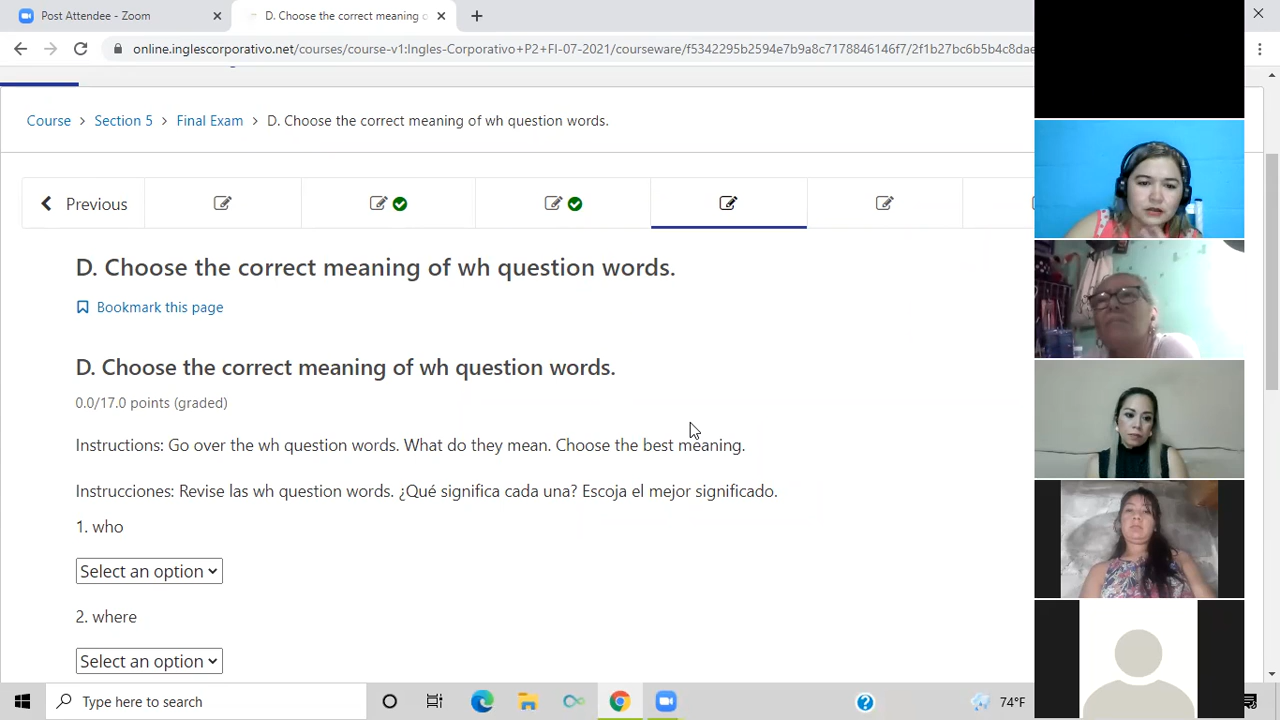 Post Attendee - Zoom
D. Choose the correct meaning o
online.inglescorporativo.net/courses/course-v1:Ingles-Corporativo+P2+FI-07-2021/courseware/f5342295b2594e7b9a8c7178846146f7/2f1b27bc6b5b4c8dae
Course > Section 5 > Final Exam > D. Choose the correct meaning of wh question words.
Previous
D. Choose the correct meaning of wh question words.
Bookmark this page
D. Choose the correct meaning of wh question words.
0.0/17.0 points (graded)
Instructions: Go over the wh question words. What do they mean. Choose the best meaning.
Instrucciones: Revise las wh question words. ¿Qué significa cada una? Escoja el mejor significado.
1. who
Select an option
2. where
Select an option
Type here to search
74°F